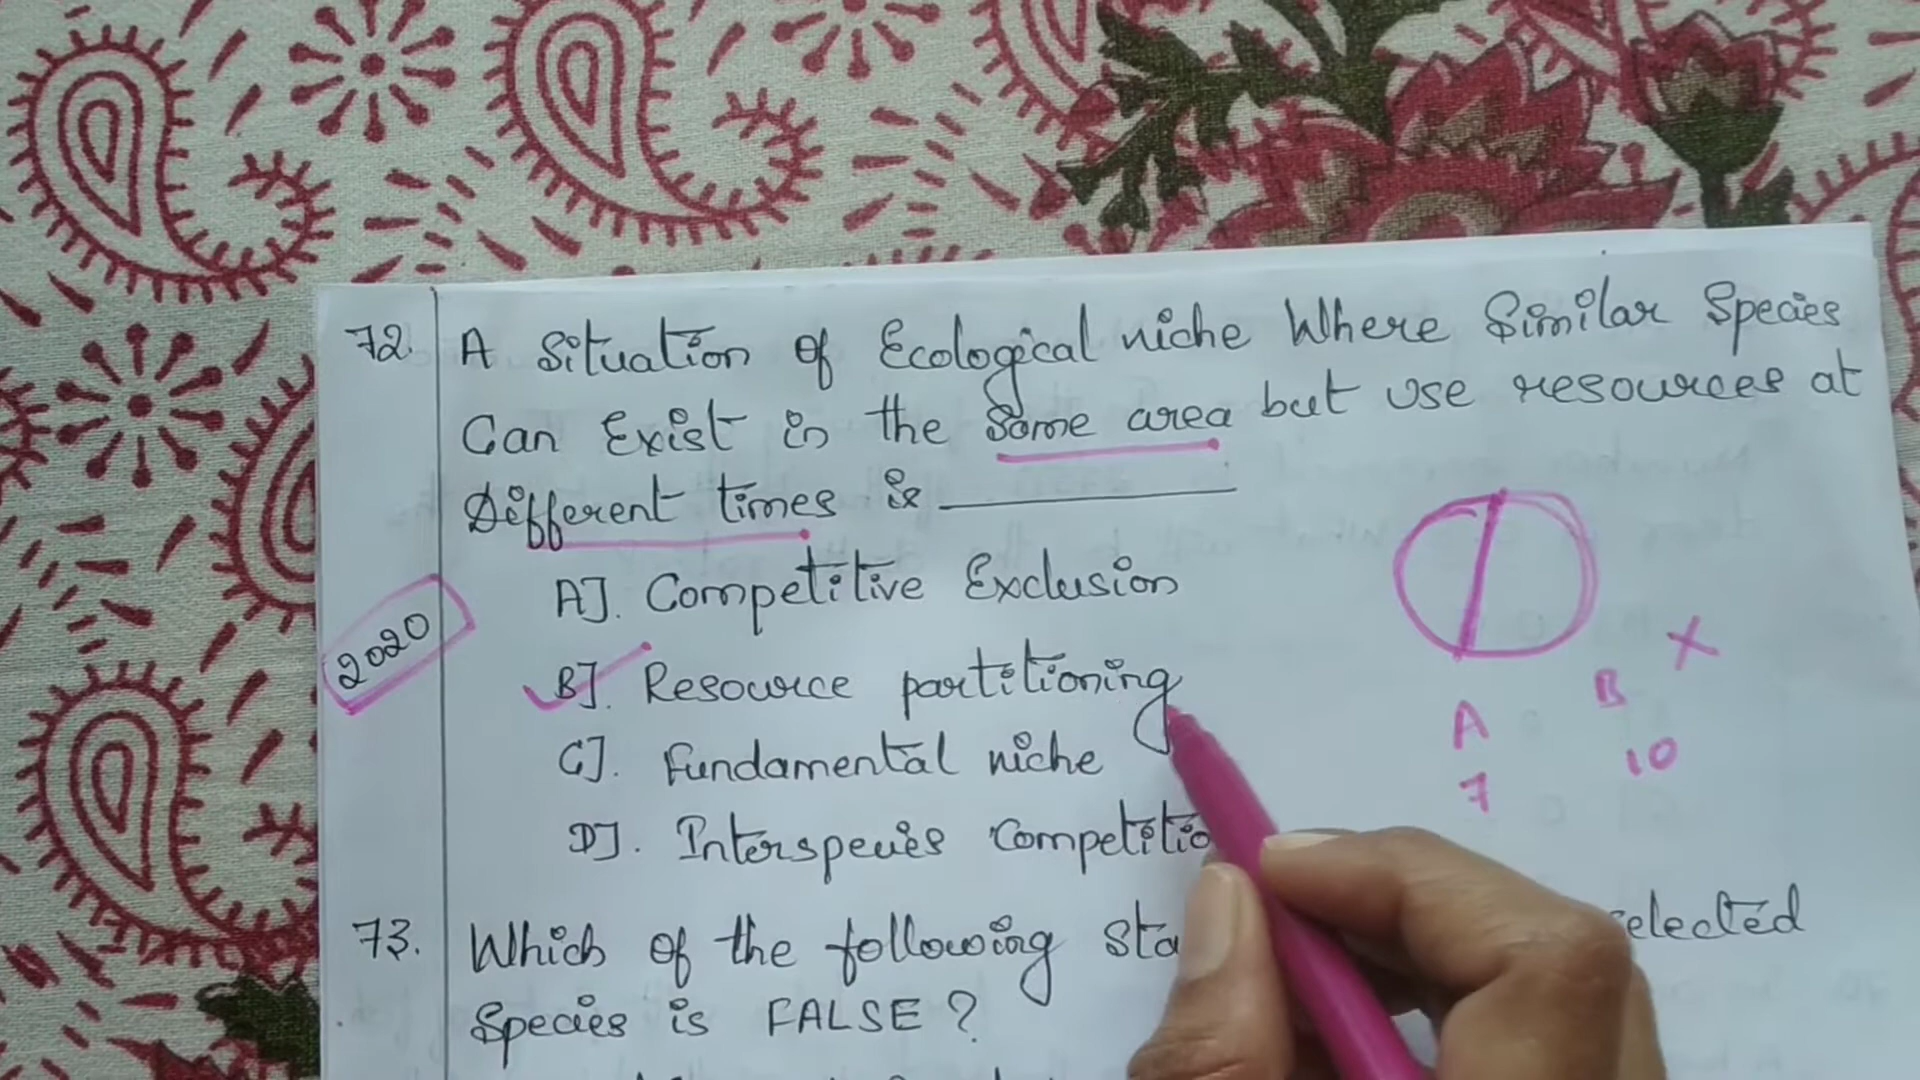 72. A Situation of Ecological niche Where Similar Species
Can Exist in the Same area but use resources at
Different times is ________
2020
A]. Competitive Exclusion
B]. Resource partitioning
C]. Fundamental niche
D]. Interspecies Competitio
A B X
7 10
73. Which of the following Sta elected
Species is FALSE?